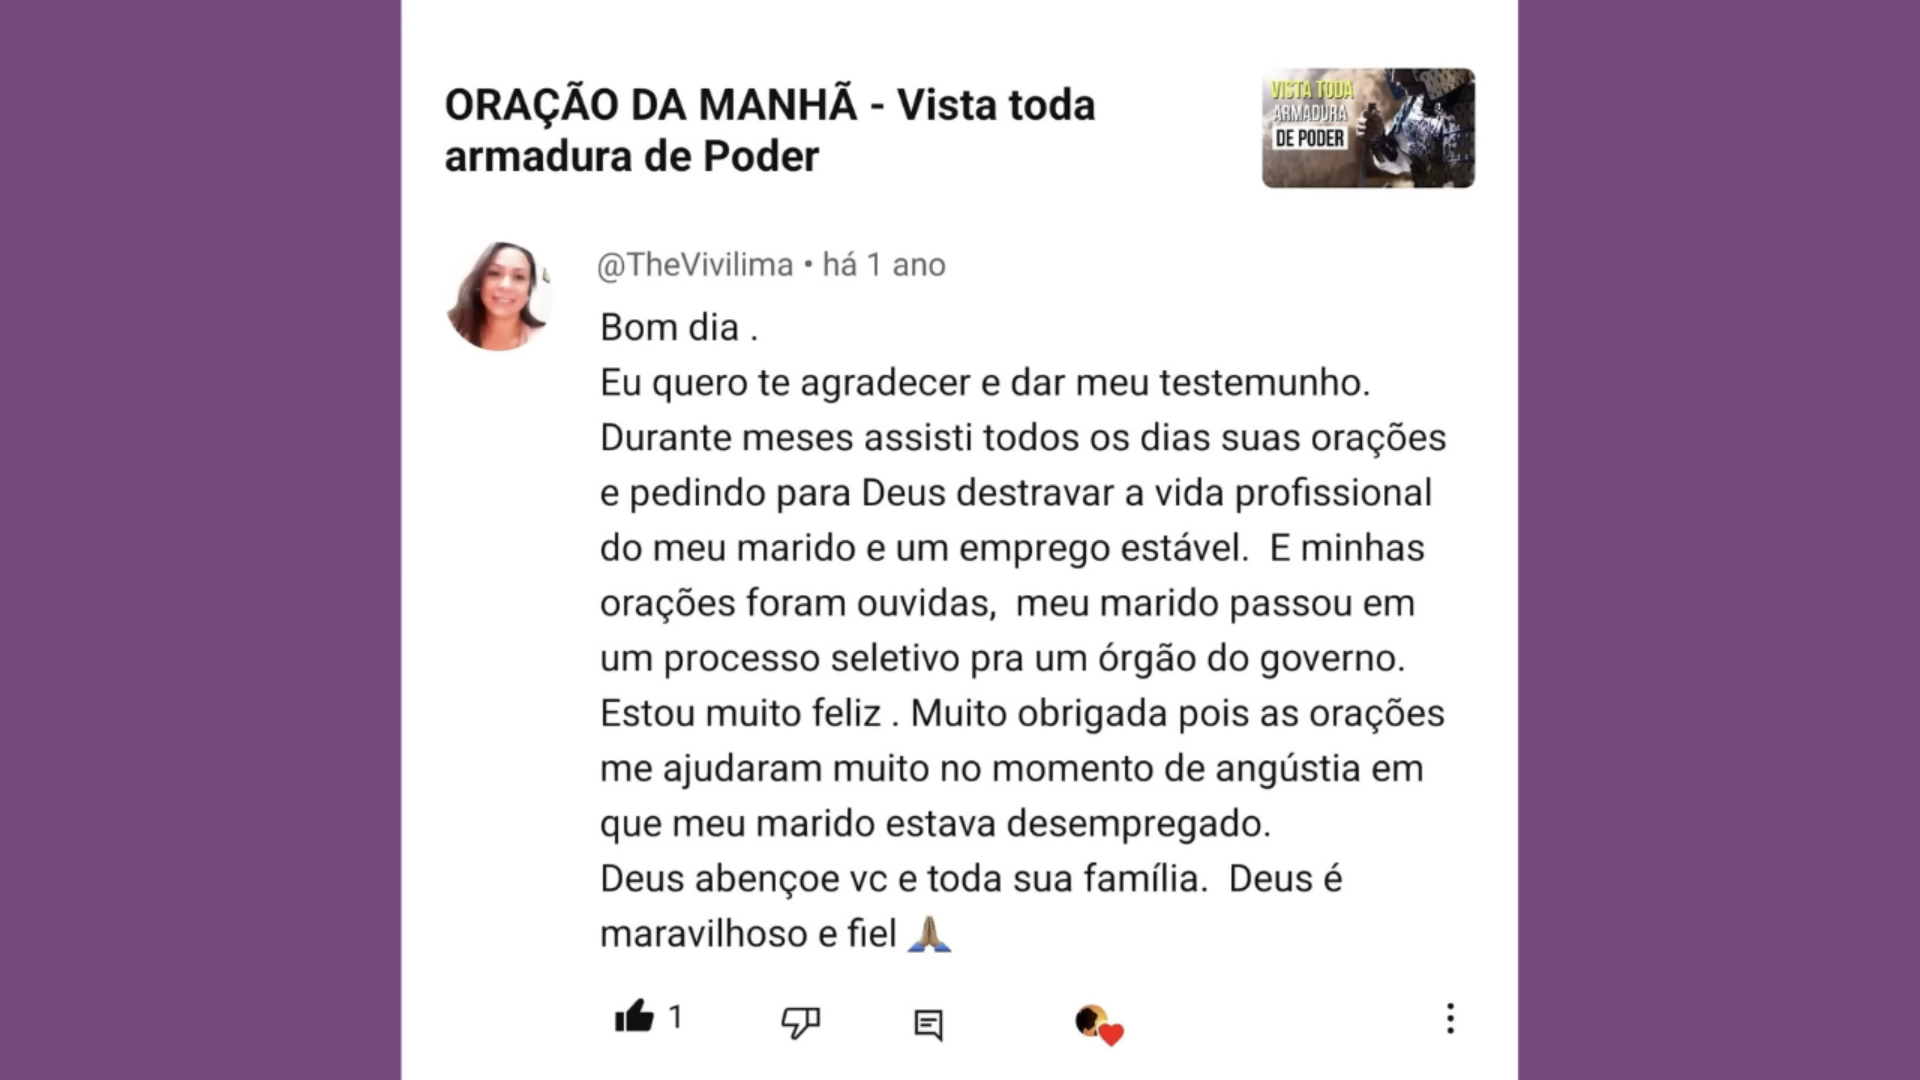 ORAÇÃO DA MANHÃ - Vista toda
armadura de Poder
VISTA TODA
ARMADURA
DE PODER
@TheVivilima • há 1 ano
Bom dia .
Eu quero te agradecer e dar meu testemunho.
Durante meses assisti todos os dias suas orações
e pedindo para Deus destravar a vida profissional
do meu marido e um emprego estável.  E minhas
orações foram ouvidas,  meu marido passou em
um processo seletivo pra um órgão do governo.
Estou muito feliz . Muito obrigada pois as orações
me ajudaram muito no momento de angústia em
que meu marido estava desempregado.
Deus abençoe vc e toda sua família.  Deus é
maravilhoso e fiel 🙏🏽
1